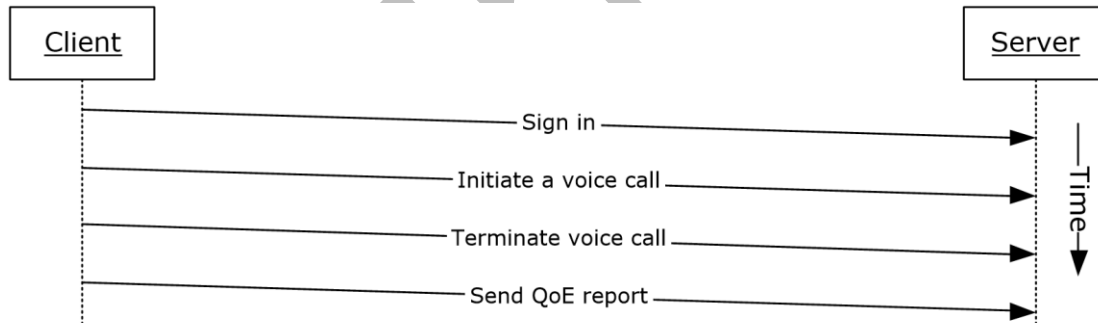 Client
Server
Sign in
Initiate a voice call
Time
Terminate voice call
Send QoE report